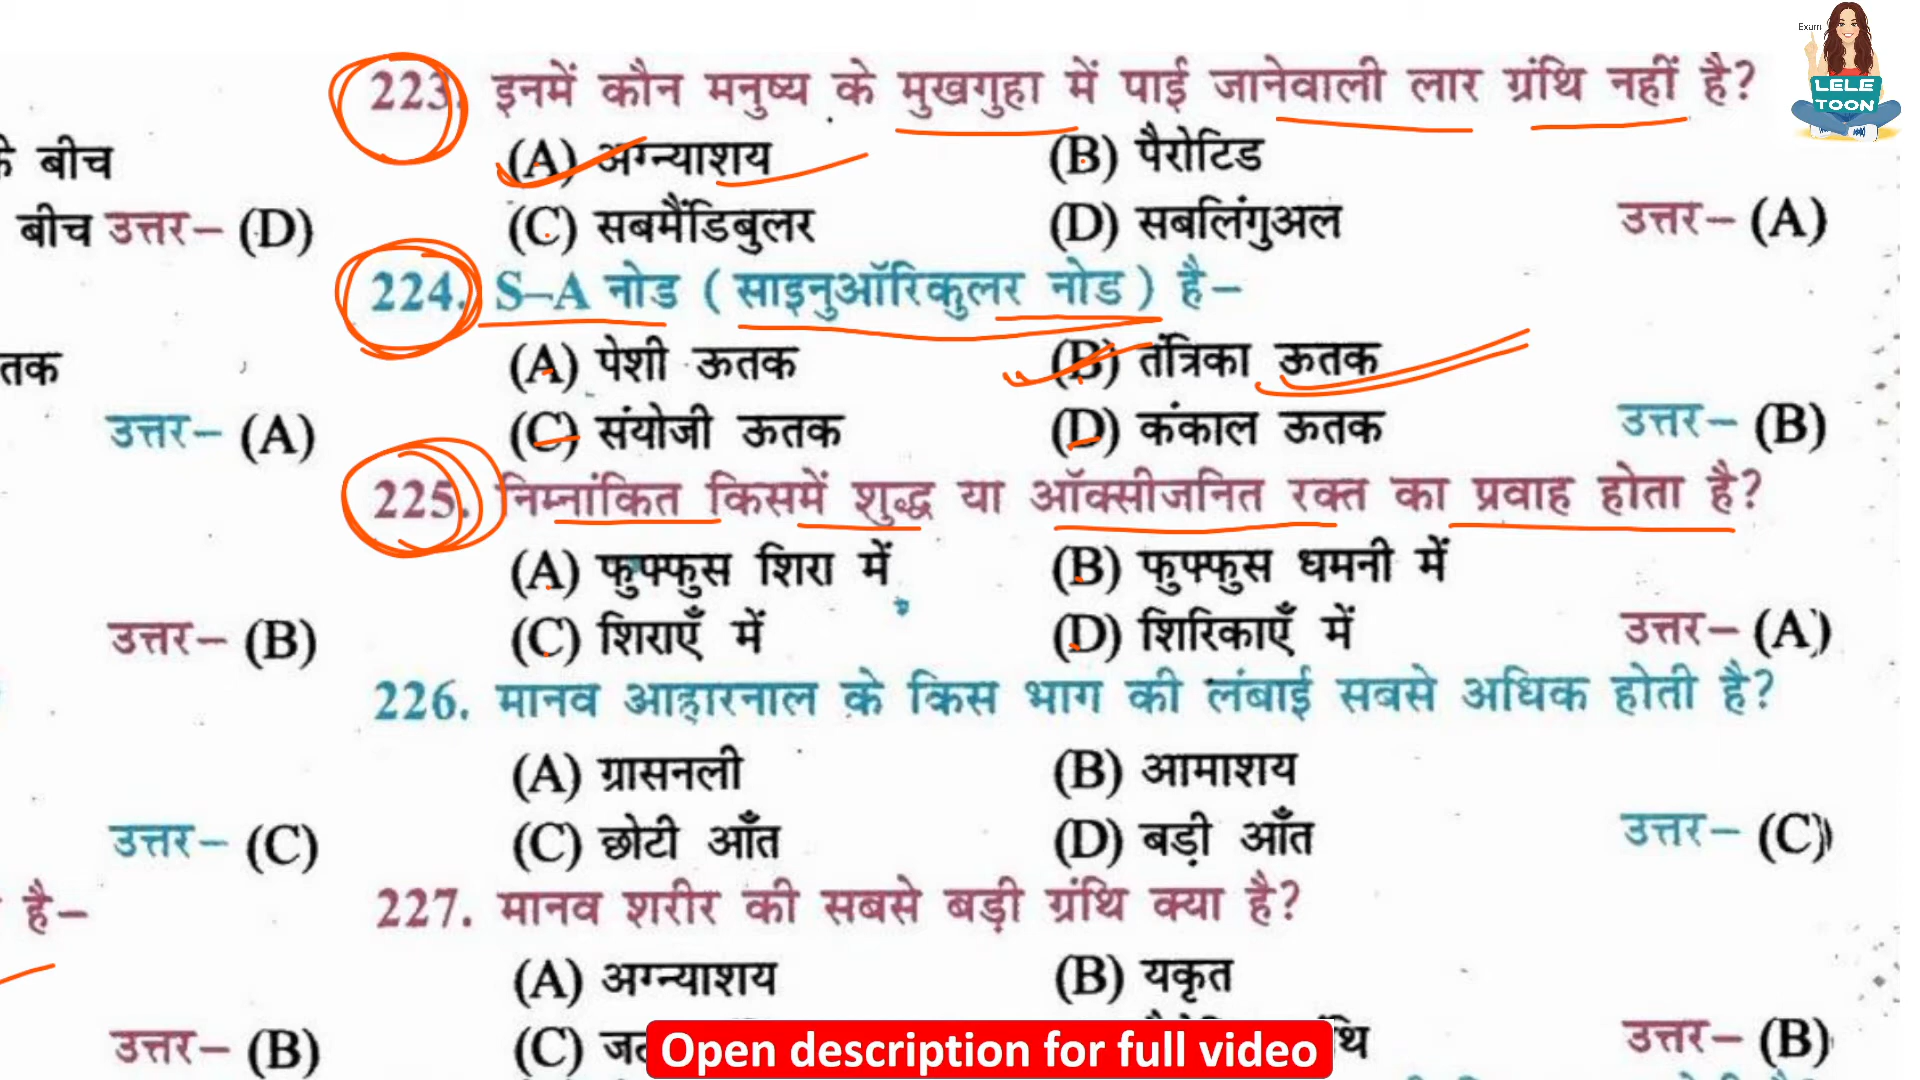 के बीच
बीच उत्तर– (D)
तक
उत्तर– (A)
उत्तर– (B)
उत्तर– (C)
है–
उत्तर– (B)
223. इनमें कौन मनुष्य के मुखगुहा में पाई जानेवाली लार ग्रंथि नहीं है?
(A) अग्न्याशय (B) पैरोटिड
(C) सबमैंडिबुलर (D) सबलिंगुअल उत्तर– (A)
224. S–A नोड ( साइनुऑरिकुलर नोड ) है–
(A) पेशी ऊतक (B) तंत्रिका ऊतक
(C) संयोजी ऊतक (D) कंकाल ऊतक उत्तर– (B)
225. निम्नांकित किसमें शुद्ध या ऑक्सीजनित रक्त का प्रवाह होता है?
(A) फुफ्फुस शिरा में (B) फुफ्फुस धमनी में
(C) शिराएँ में (D) शिरिकाएँ में उत्तर– (A)
226. मानव आहारनाल के किस भाग की लंबाई सबसे अधिक होती है?
(A) ग्रासनली (B) आमाशय
(C) छोटी आँत (D) बड़ी आँत उत्तर– (C)
227. मानव शरीर की सबसे बड़ी ग्रंथि क्या है?
(A) अग्न्याशय (B) यकृत
(C) उत्तर– (B)
Open description for full video
Exam
LELE
TOON